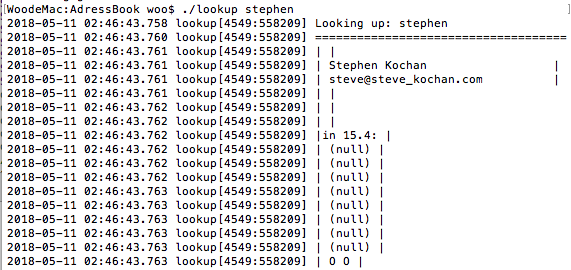 [WoodeMac:AdressBook woo$ ./lookup stephen ]
2018-05-11 02:46:43.758 lookup[4549:558209] Looking up: stephen
2018-05-11 02:46:43.760 lookup[4549:558209] ====================================
2018-05-11 02:46:43.761 lookup[4549:558209] | |
2018-05-11 02:46:43.761 lookup[4549:558209] | Stephen Kochan |
2018-05-11 02:46:43.761 lookup[4549:558209] | steve@steve_kochan.com |
2018-05-11 02:46:43.761 lookup[4549:558209] | |
2018-05-11 02:46:43.762 lookup[4549:558209] | |
2018-05-11 02:46:43.762 lookup[4549:558209] | |
2018-05-11 02:46:43.762 lookup[4549:558209] |in 15.4: |
2018-05-11 02:46:43.762 lookup[4549:558209] | (null) |
2018-05-11 02:46:43.762 lookup[4549:558209] | (null) |
2018-05-11 02:46:43.762 lookup[4549:558209] | (null) |
2018-05-11 02:46:43.763 lookup[4549:558209] | (null) |
2018-05-11 02:46:43.763 lookup[4549:558209] | (null) |
2018-05-11 02:46:43.763 lookup[4549:558209] | (null) |
2018-05-11 02:46:43.763 lookup[4549:558209] | (null) |
2018-05-11 02:46:43.763 lookup[4549:558209] | (null) |
2018-05-11 02:46:43.763 lookup[4549:558209] | O O |